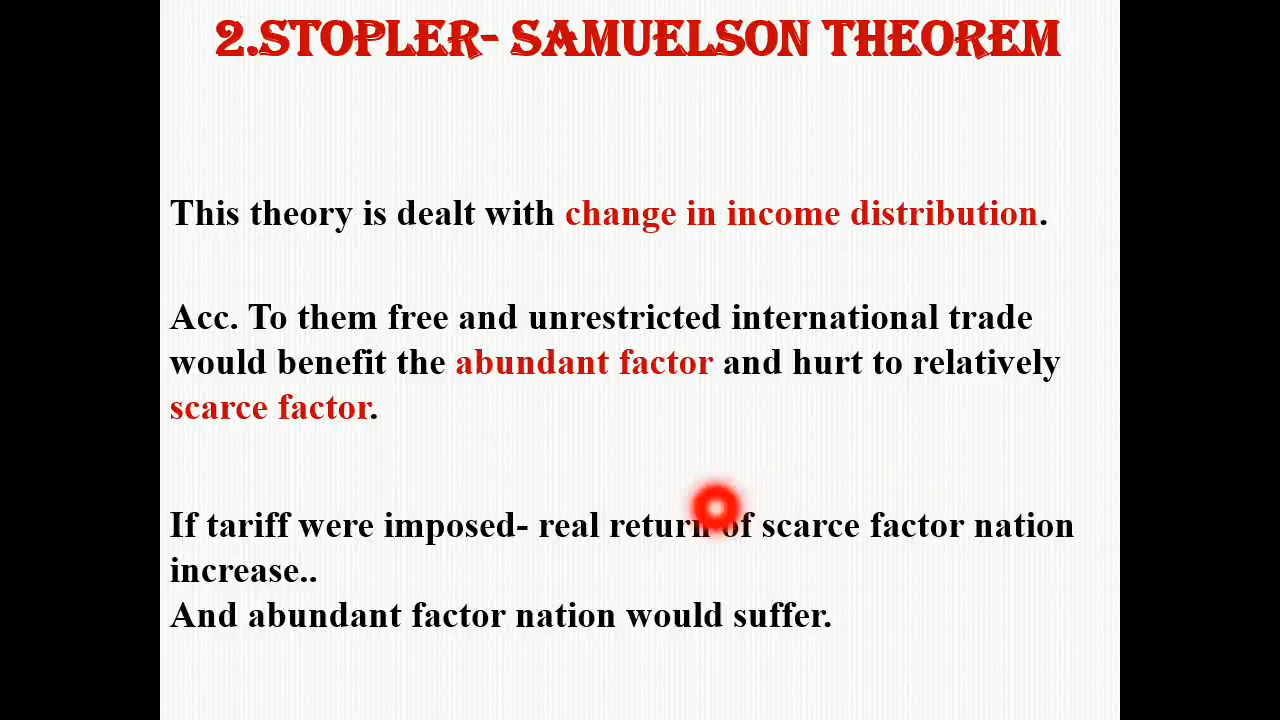 2.STOPLER- SAMUELSON THEOREM
This theory is dealt with change in income distribution.
Acc. To them free and unrestricted international trade
would benefit the abundant factor and hurt to relatively
scarce factor.
If tariff were imposed- real return of scarce factor nation
increase..
And abundant factor nation would suffer.